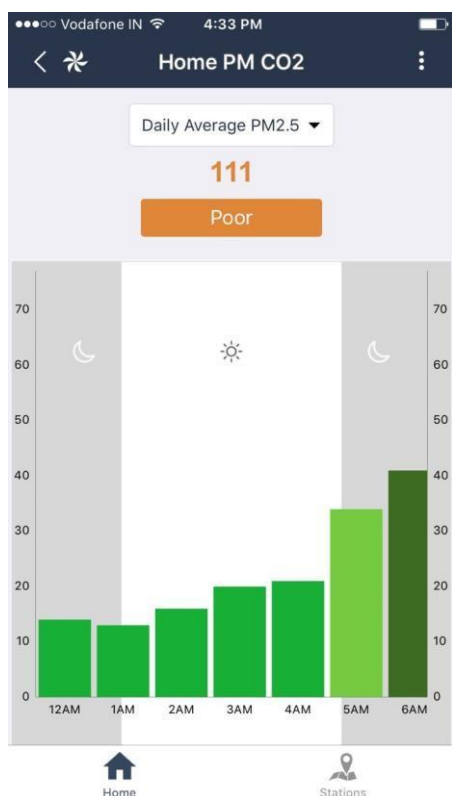 Vodafone IN 4:33 PM
Home PM CO2
Daily Average PM2.5
111
Poor
70 70
60 60
50 50
40 40
30 30
20 20
10 10
0 0
12AM 1AM 2AM 3AM 4AM 5AM 6AM
Home Stations